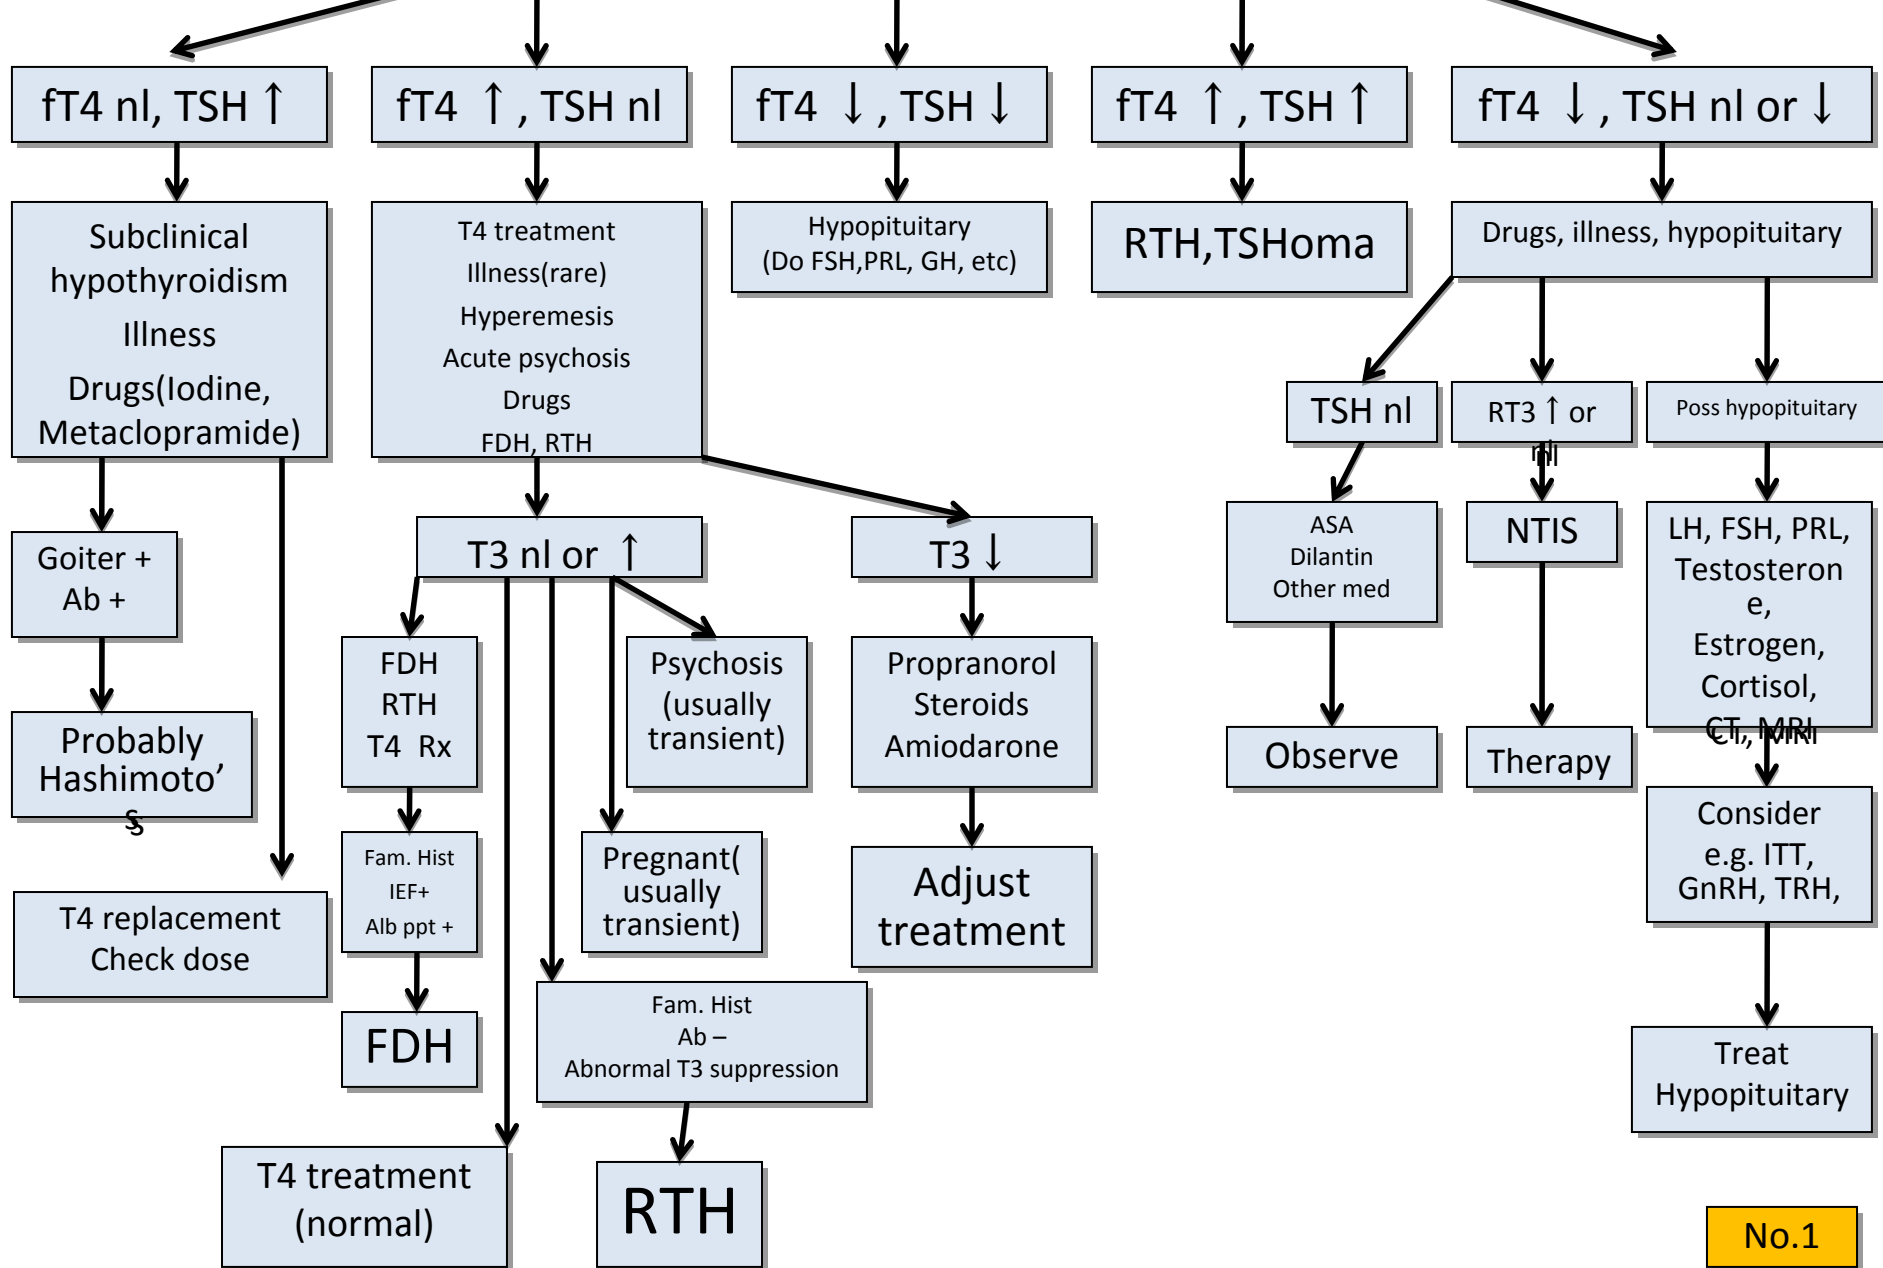 fT4 nl, TSH ↑
fT4 ↑ , TSH nl
fT4 ↓ , TSH ↓
fT4 ↑ , TSH ↑
fT4 ↓ , TSH nl or ↓
Subclinical
hypothyroidism
Illness
Drugs(Iodine,
Metaclopramide)
T4 treatment
Illness(rare)
Hyperemesis
Acute psychosis
Drugs
FDH, RTH
Hypopituitary
(Do FSH,PRL, GH, etc)
RTH,TSHoma
Drugs, illness, hypopituitary
TSH nl
RT3 ↑ or
nl
Poss hypopituitary
Goiter +
Ab +
T3 nl or ↑
T3 ↓
ASA
Dilantin
Other med
NTIS
LH, FSH, PRL,
Testosteron
e,
Estrogen,
Cortisol,
CT, MRI
Probably
Hashimoto’
s
FDH
RTH
T4 Rx
Psychosis
(usually
transient)
Propranorol
Steroids
Amiodarone
Observe
Therapy
Consider
e.g. ITT,
GnRH, TRH,
T4 replacement
Check dose
Fam. Hist
IEF+
Alb ppt +
Pregnant(
usually
transient)
Adjust
treatment
FDH
Fam. Hist
Ab –
Abnormal T3 suppression
Treat
Hypopituitary
T4 treatment
(normal)
RTH
No.1